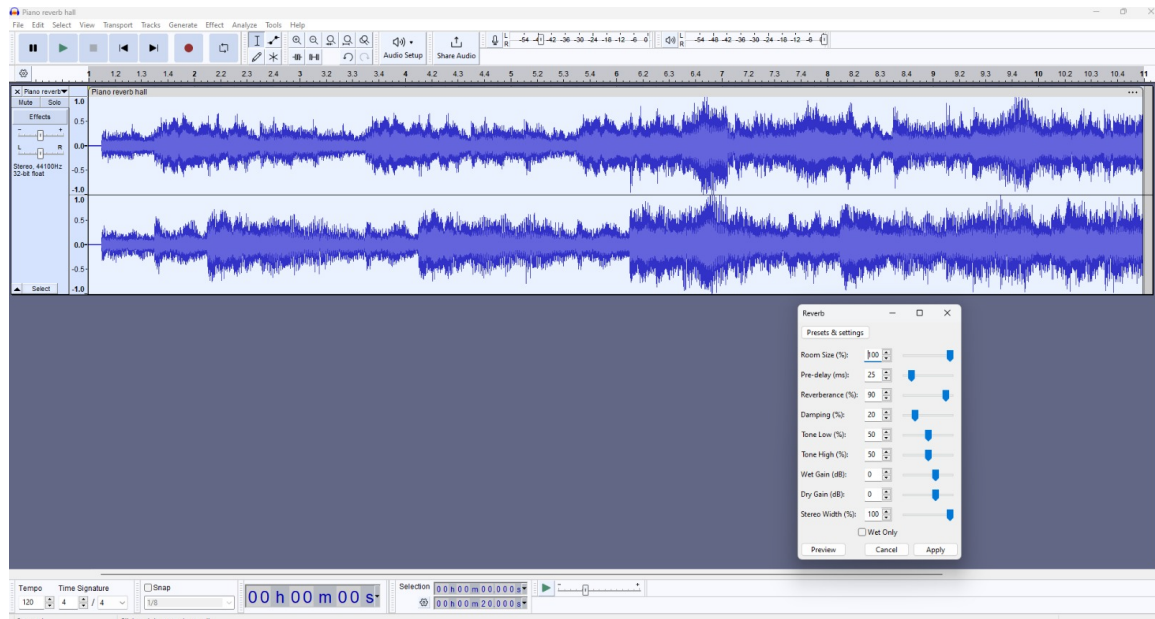 Piano reverb hall
File Edit Select View Transport Tracks Generate Effect Analyze Tools Help
Audio Setup
Share Audio
L R -54 -42 -36 -30 -24 -18 -12 -6 0
L R -54 -48 -42 -36 -30 -24 -18 -12 -6
1 1.2 1.3 1.4 2 2.2 2.3 2.4 3 3.2 3.3 3.4 4 4.2 4.3 4.4 5 5.2 5.3 5.4 6 6.2 6.3 6.4 7 7.2 7.3 7.4 8 8.2 8.3 8.4 9 9.2 9.3 9.4 10 10.2 10.3 10.4 11
Piano reverb
Piano reverb hall
Mute Solo
Effects
- +
L R
Stereo, 44100Hz
32-bit float
Select
1.0
0.5
0.0
-0.5
-1.0
1.0
0.5
0.0
-0.5
-1.0
Reverb
Presets & settings
Room Size (%): 100
Pre-delay (ms): 25
Reverberance (%): 90
Damping (%): 20
Tone Low (%): 50
Tone High (%): 50
Wet Gain (dB): 0
Dry Gain (dB): 0
Stereo Width (%): 100
Wet Only
Preview Cancel Apply
Tempo Time Signature Snap
120 4 / 4 1/8
00 h 00 m 00 s
Selection
00 h 00 m 00.000 s
00 h 00 m 20.000 s